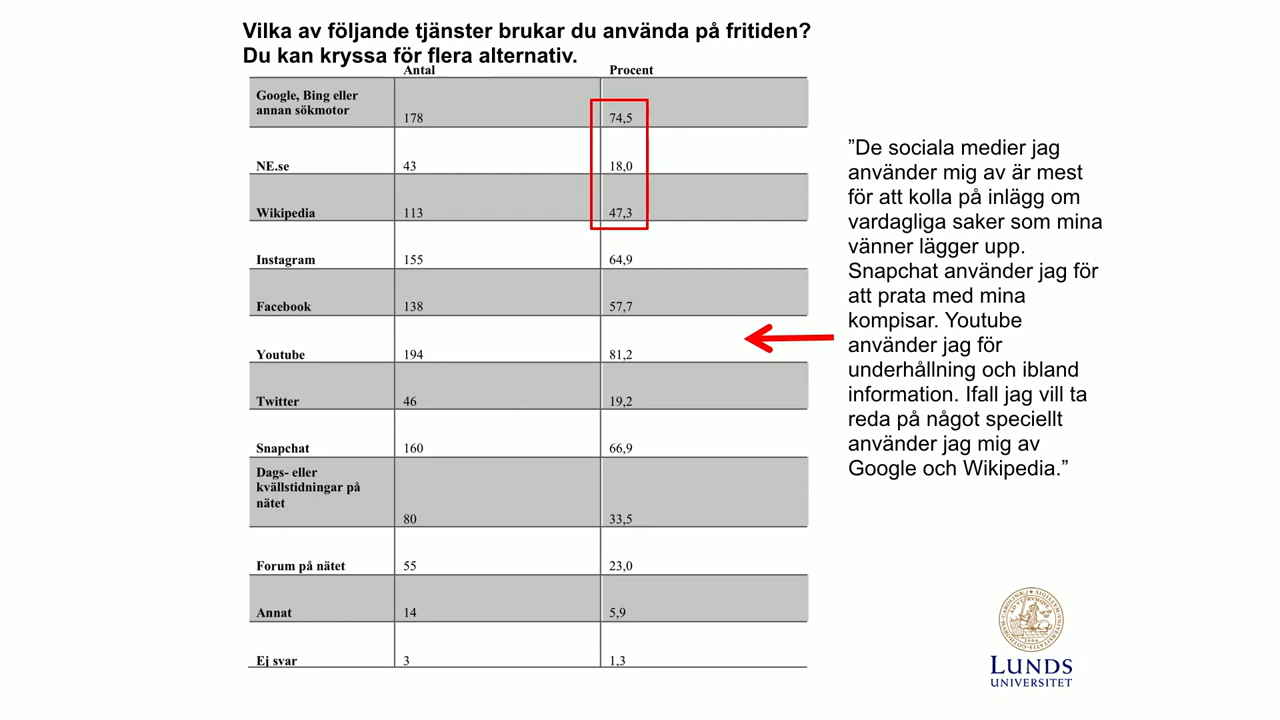 Vilka av följande tjänster brukar du använda på fritiden?
Du kan kryssa för flera alternativ.
Antal Procent
Google, Bing eller
annan sökmotor 178 74,5
NE.se 43 18,0
Wikipedia 113 47,3
Instagram 155 64,9
Facebook 138 57,7
Youtube 194 81,2
Twitter 46 19,2
Snapchat 160 66,9
Dags- eller
kvällstidningar på
nätet
80 33,5
Forum på nätet 55 23,0
Annat 14 5,9
Ej svar 3 1,3
”De sociala medier jag
använder mig av är mest
för att kolla på inlägg om
vardagliga saker som mina
vänner lägger upp.
Snapchat använder jag för
att prata med mina
kompisar. Youtube
använder jag för
underhållning och ibland
information. Ifall jag vill ta
reda på något speciellt
använder jag mig av
Google och Wikipedia.”
LUNDS
UNIVERSITET